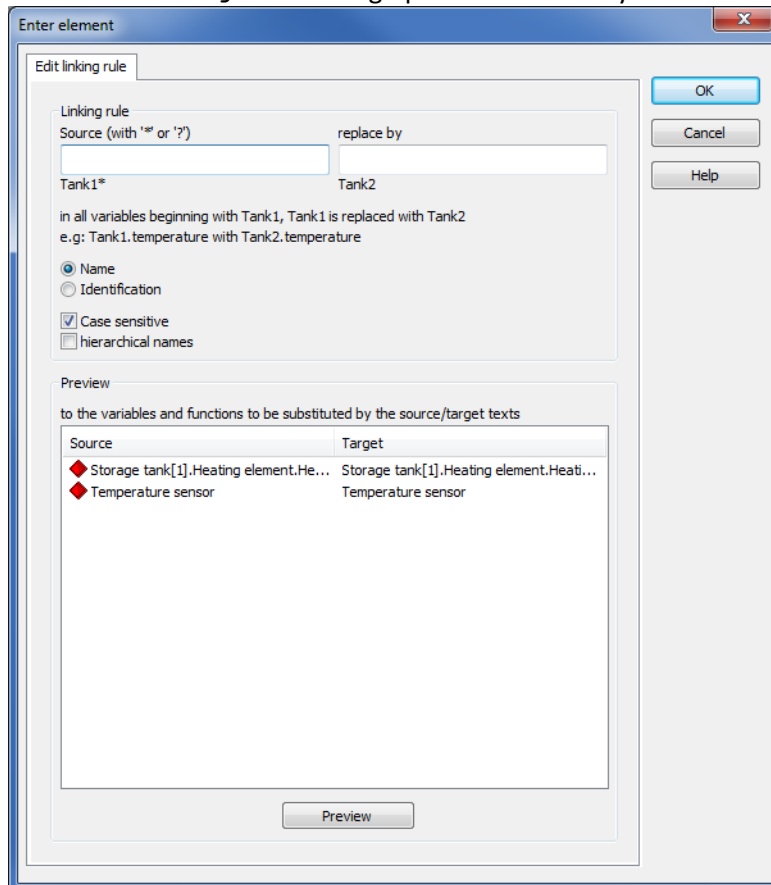 Enter element
Edit linking rule
OK
Cancel
Help
Linking rule
Source (with '*' or '?') replace by
Tank1* Tank2
in all variables beginning with Tank1, Tank1 is replaced with Tank2
e.g: Tank1.temperature with Tank2.temperature
Name
Identification
Case sensitive
hierarchical names
Preview
to the variables and functions to be substituted by the source/target texts
Source Target
Storage tank[1].Heating element.He... Storage tank[1].Heating element.Heati...
Temperature sensor Temperature sensor
Preview